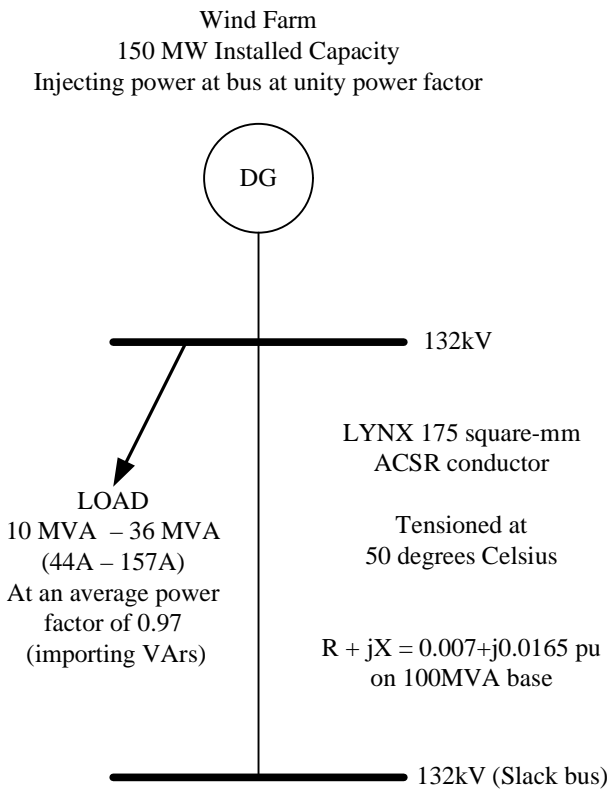 Wind Farm
150 MW Installed Capacity
Injecting power at bus at unity power factor
DG
132kV
LYNX 175 square-mm
ACSR conductor
Tensioned at
50 degrees Celsius
R + jX = 0.007+j0.0165 pu
on 100MVA base
LOAD
10 MVA – 36 MVA
(44A – 157A)
At an average power
factor of 0.97
(importing VArs)
132kV (Slack bus)